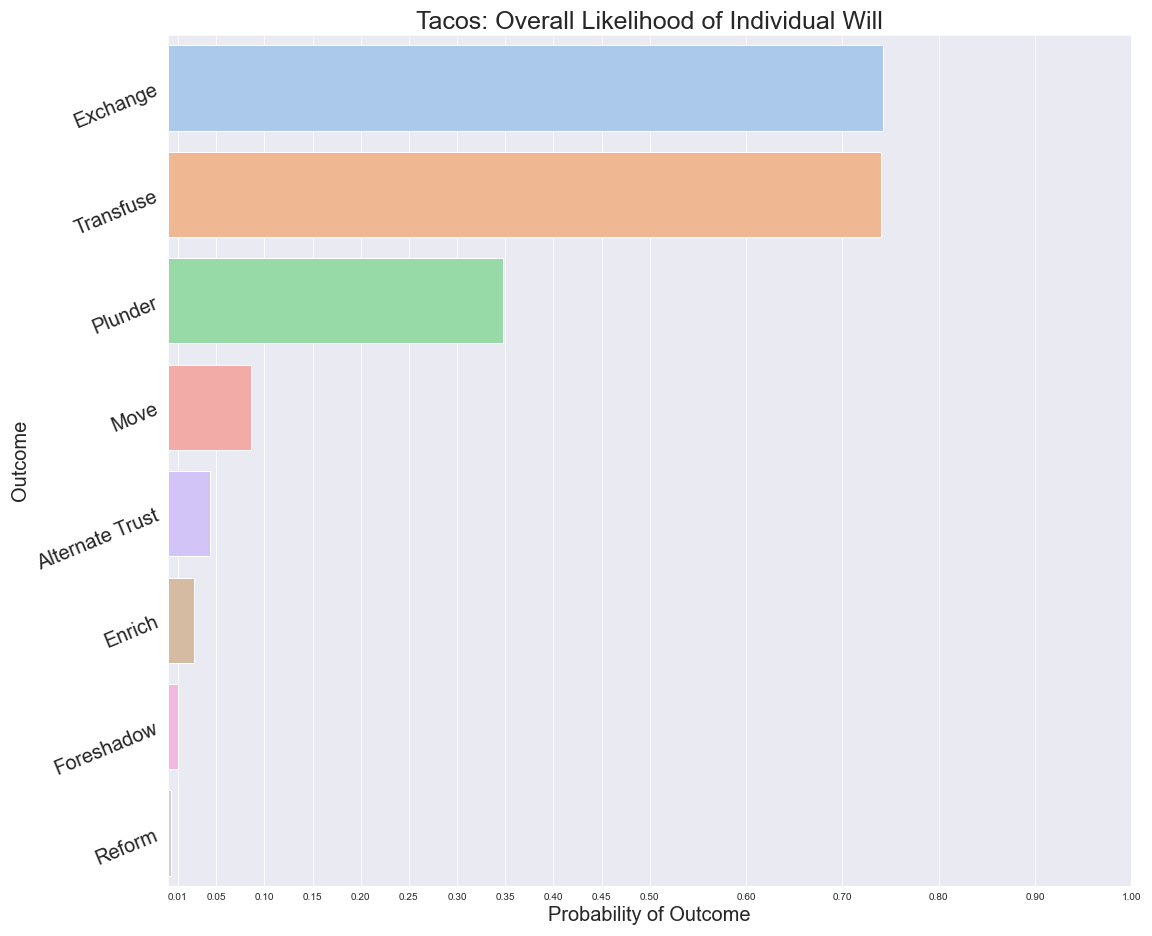 Tacos: Overall Likelihood of Individual Will
Exchange
Transfuse
Plunder
Move
Alternate Trust
Enrich
Foreshadow
Reform
Outcome
0.01 0.05 0.10 0.15 0.20 0.25 0.30 0.35 0.40 0.45 0.50 0.60 0.70 0.80 0.90 1.00
Probability of Outcome